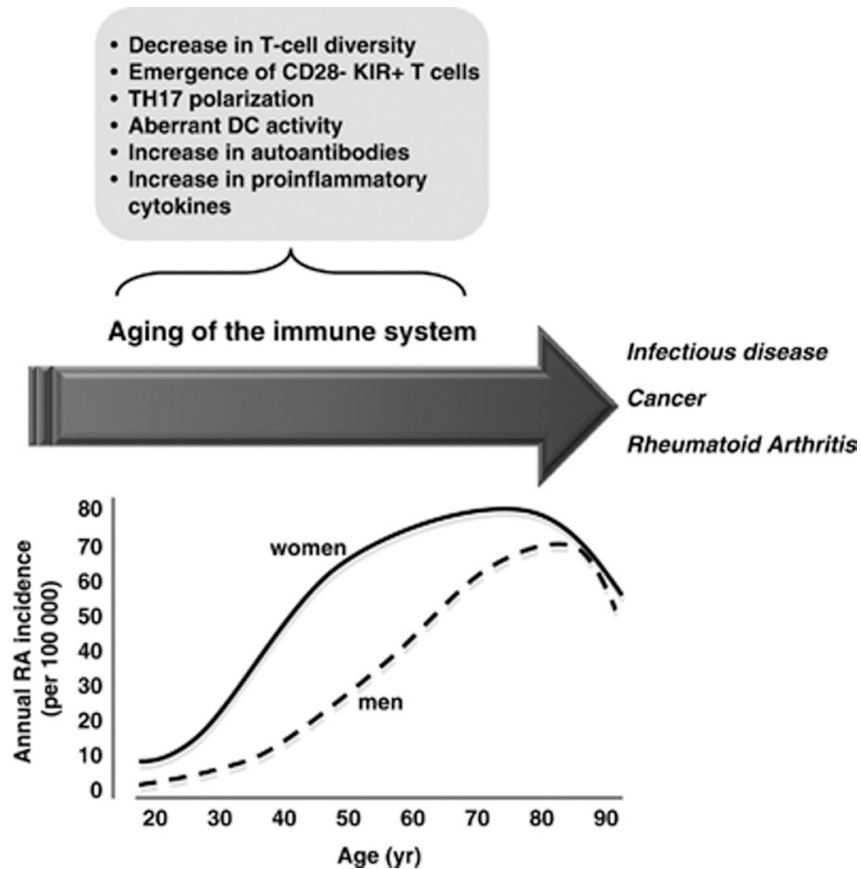 • Decrease in T-cell diversity
• Emergence of CD28- KIR+ T cells
• TH17 polarization
• Aberrant DC activity
• Increase in autoantibodies
• Increase in proinflammatory
cytokines
Aging of the immune system
Infectious disease
Cancer
Rheumatoid Arthritis
Annual RA incidence
(per 100 000)
80
70
60
50
40
30
20
10
0
women
men
20 30 40 50 60 70 80 90
Age (yr)